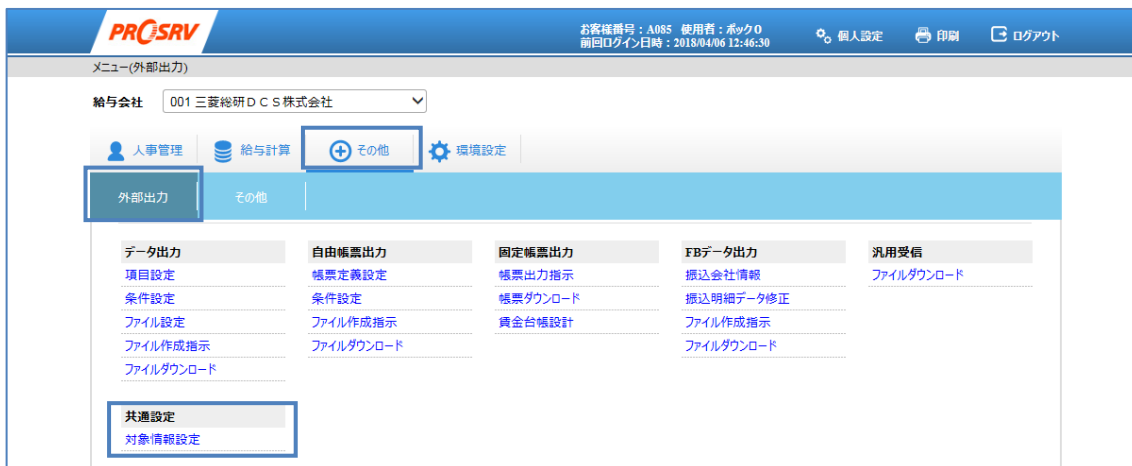 PROSRV
お客様番号：A085 使用者：ボックO
前回ログイン日時：2018/04/06 12:46:30
個人設定
印刷
ログアウト
メニュー(外部出力)
給与会社 001 三菱総研ＤＣＳ株式会社
人事管理 給与計算 その他 環境設定
外部出力 その他
データ出力
項目設定
条件設定
ファイル設定
ファイル作成指示
ファイルダウンロード
自由帳票出力
帳票定義設定
条件設定
ファイル作成指示
ファイルダウンロード
固定帳票出力
帳票出力指示
帳票ダウンロード
賃金台帳設計
FBデータ出力
振込会社情報
振込明細データ修正
ファイル作成指示
ファイルダウンロード
汎用受信
ファイルダウンロード
共通設定
対象情報設定